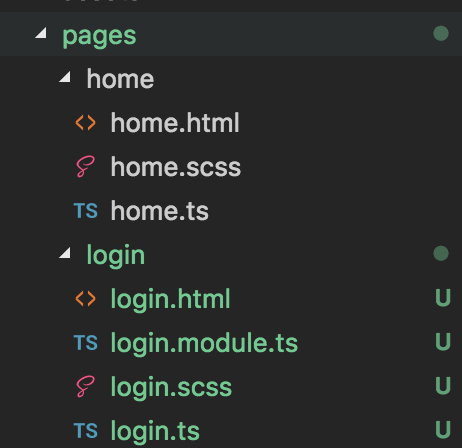 pages
home
<> home.html
home.scss
TS home.ts
login
<> login.html U
TS login.module.ts U
login.scss U
TS login.ts U